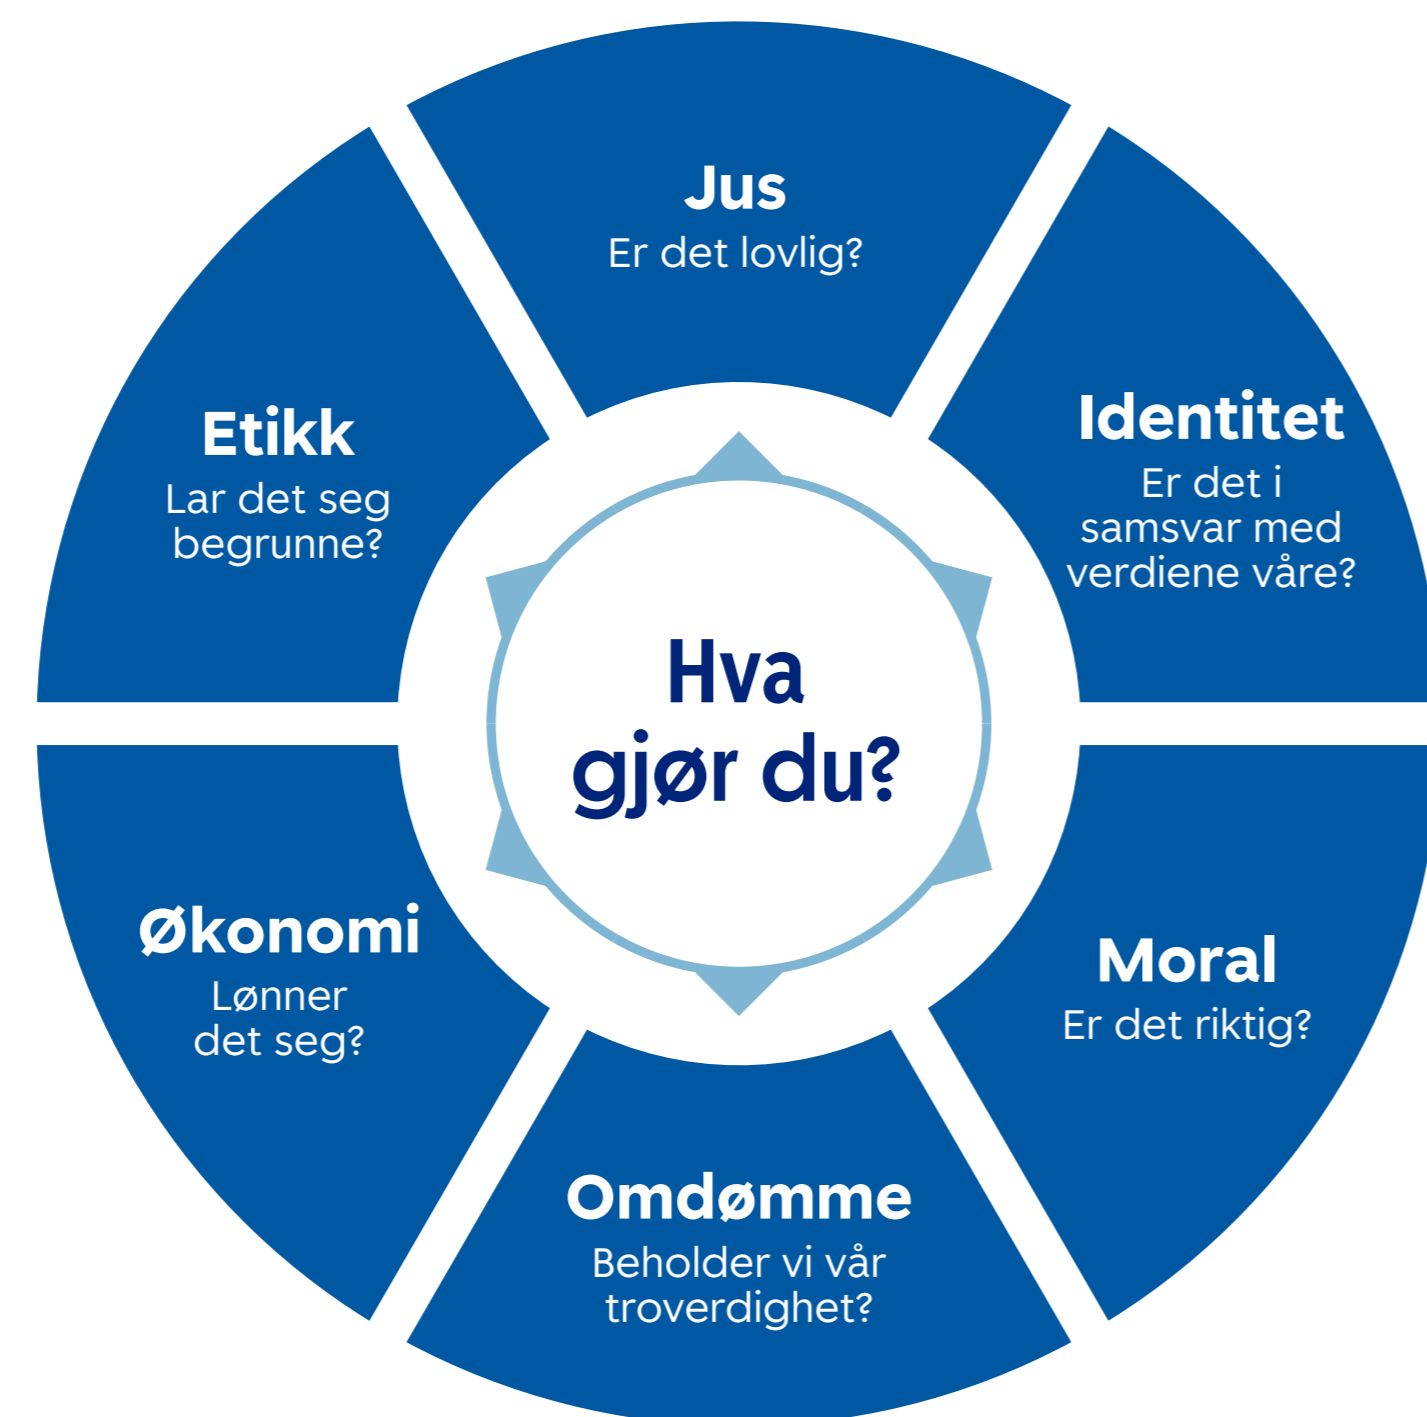 Jus
Er det lovlig?
Identitet
Er det i
samsvar med
verdiene våre?
Moral
Er det riktig?
Omdømme
Beholder vi vår
troverdighet?
Økonomi
Lønner
det seg?
Etikk
Lar det seg
begrunne?
Hva
gjør du?